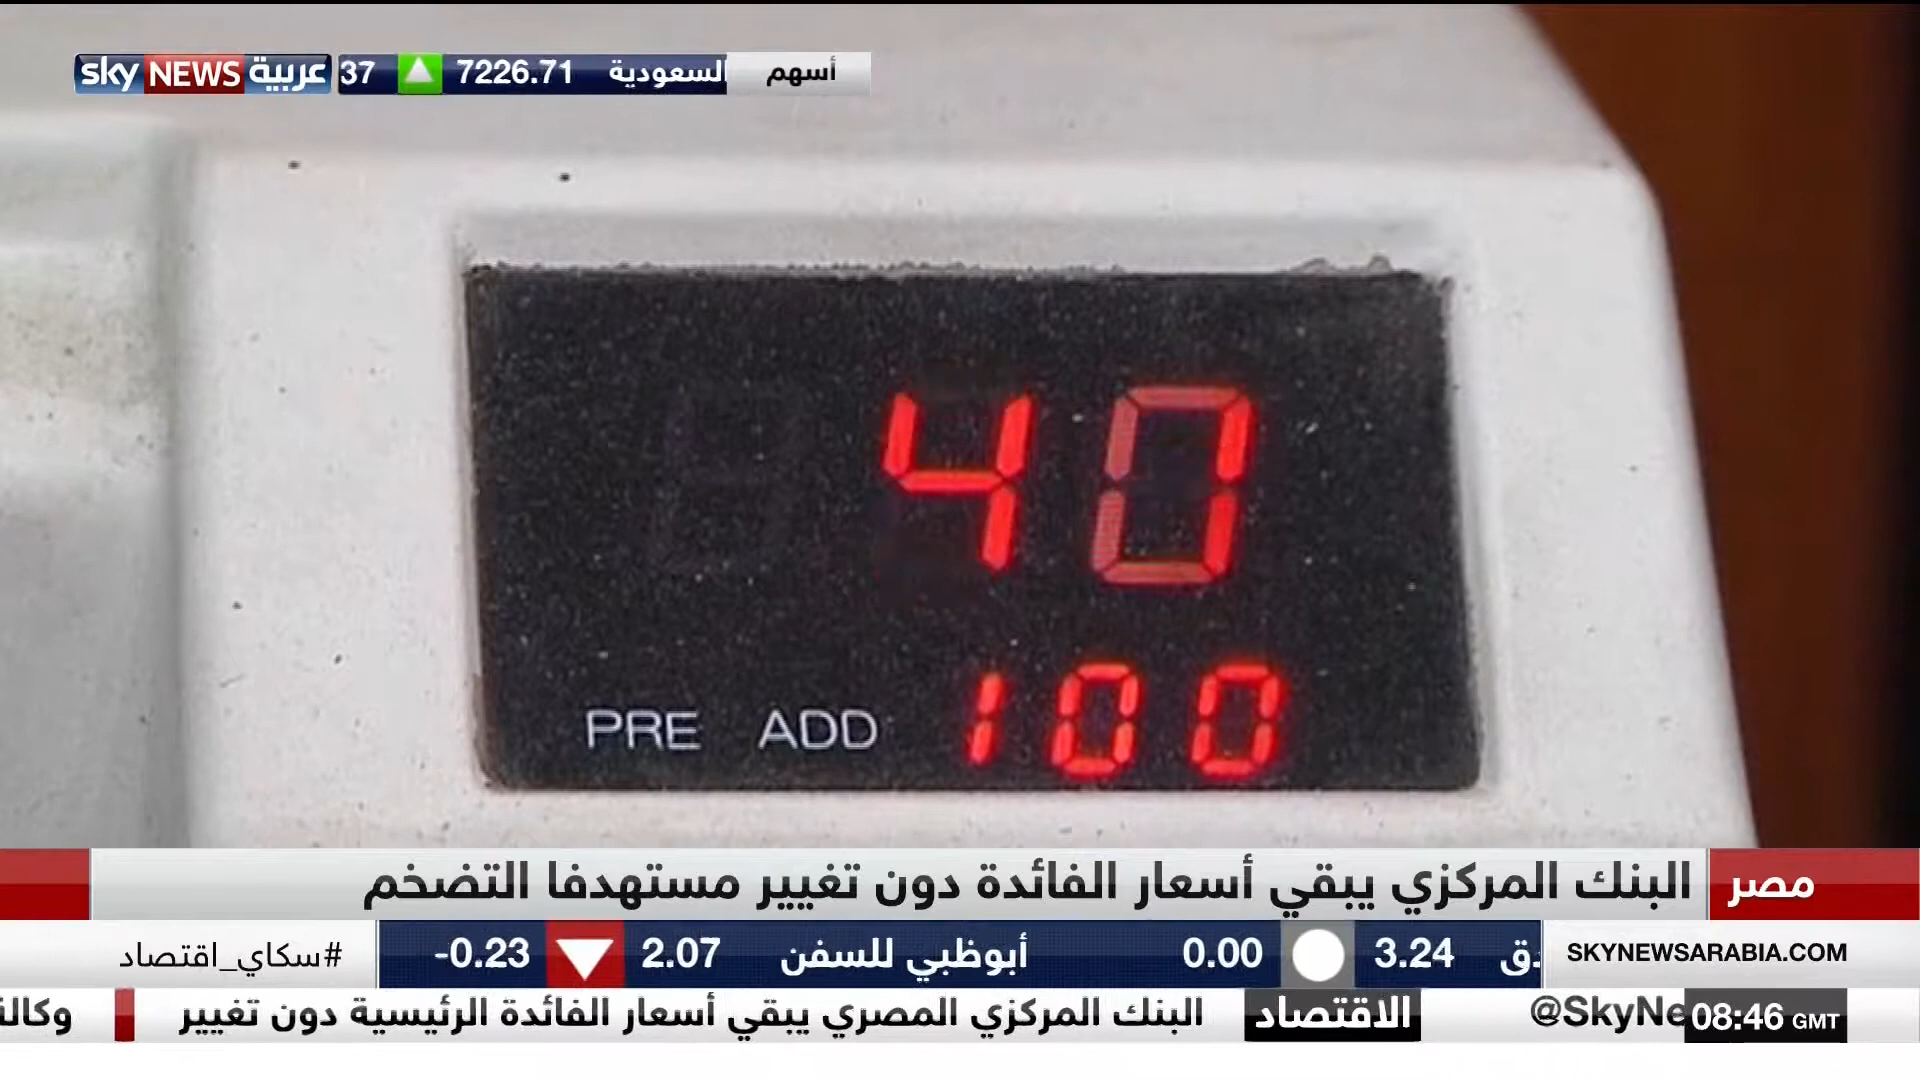 sky NEWS عربية
أسهم السعودية 7226.71 37
40
PRE ADD 100
مصر البنك المركزي يبقي أسعار الفائدة دون تغيير مستهدفا التضخم
SKYNEWSARABIA.COM 3.24 0.00 أبوظبي للسفن 2.07 -0.23 #سكاي_اقتصاد
08:46 GMT @SkyNe الاقتصاد البنك المركزي المصري يبقي أسعار الفائدة الرئيسية دون تغيير